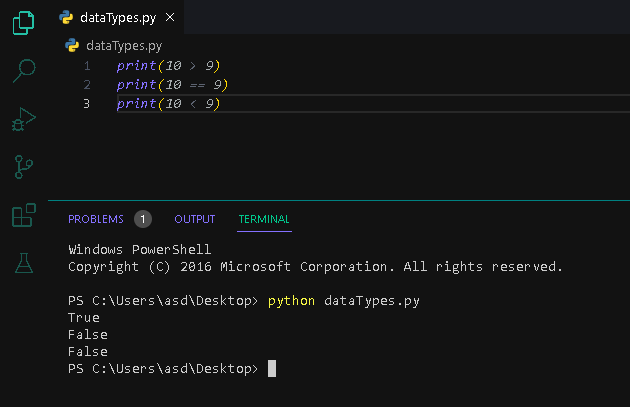 dataTypes.py ×
dataTypes.py
1 print(10 > 9)
2 print(10 == 9)
3 print(10 < 9)
PROBLEMS 1 OUTPUT TERMINAL
Windows PowerShell
Copyright (C) 2016 Microsoft Corporation. All rights reserved.
PS C:\Users\asd\Desktop> python dataTypes.py
True
False
False
PS C:\Users\asd\Desktop>